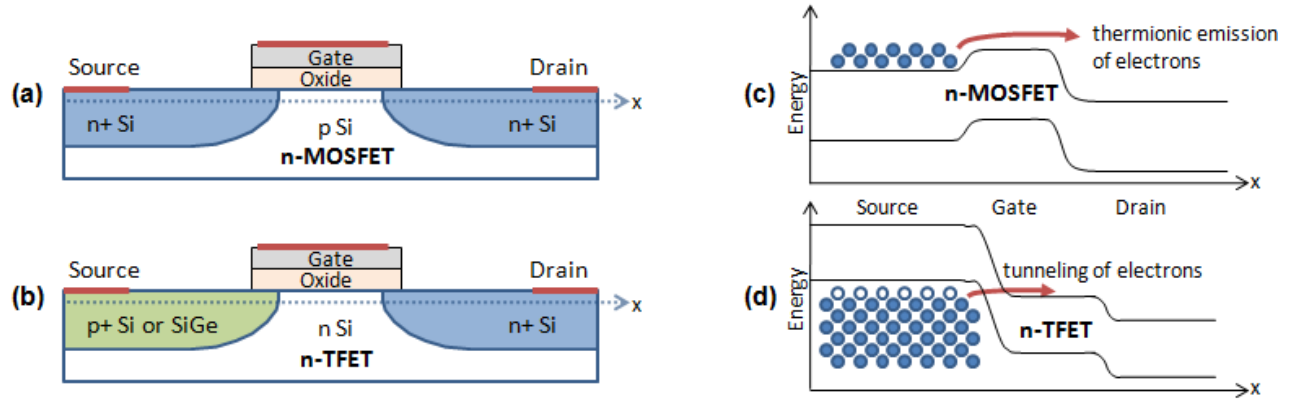 (a)
Source
Gate
Oxide
Drain
x
n+ Si
p Si
n+ Si
n-MOSFET
(b)
Source
Gate
Oxide
Drain
x
p+ Si or SiGe
n Si
n+ Si
n-TFET
(c)
Energy
thermionic emission
of electrons
n-MOSFET
x
(d)
Energy
Source
Gate
Drain
tunneling of electrons
n-TFET
x